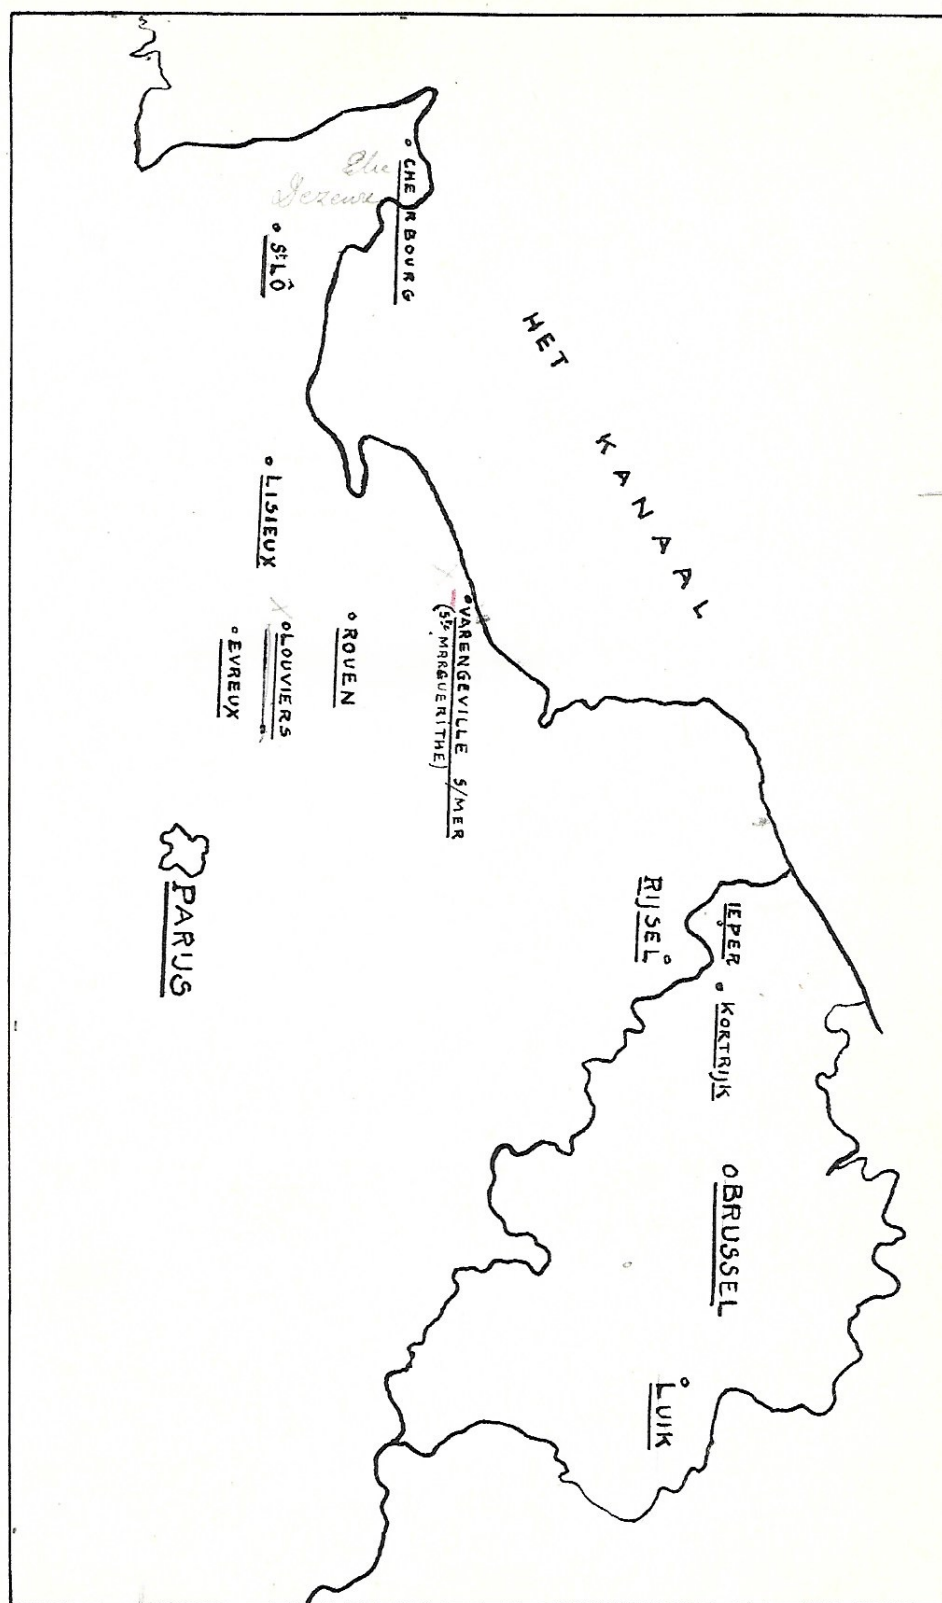 HET KANAAL
CHERBOURG
St LÔ
LISIEUX
ROUEN
LOUVIERS
EVREUX
VARENGEVILLE S/MER
(Ste MARGUERITHE)
PARIJS
RIJSEL
IEPER
KORTRIJK
BRUSSEL
LUIK